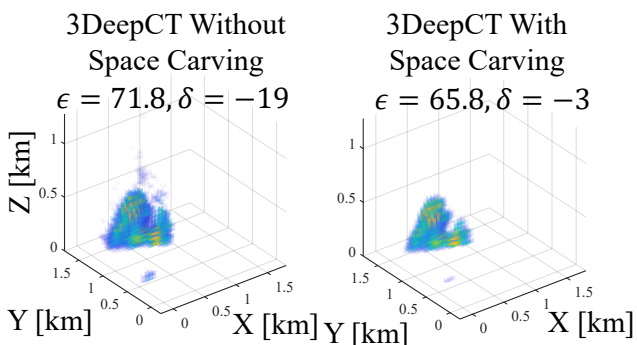 3DeepCT Without
Space Carving
ϵ = 71.8, δ = −19
Z [km]
1
0.5
0
1.5
1
0.5
0
Y [km]
0
0.5
1
1.5
X [km]
3DeepCT With
Space Carving
ϵ = 65.8, δ = −3
1
0.5
0
1.5
1
0.5
0
Y [km]
0
0.5
1
1.5
X [km]